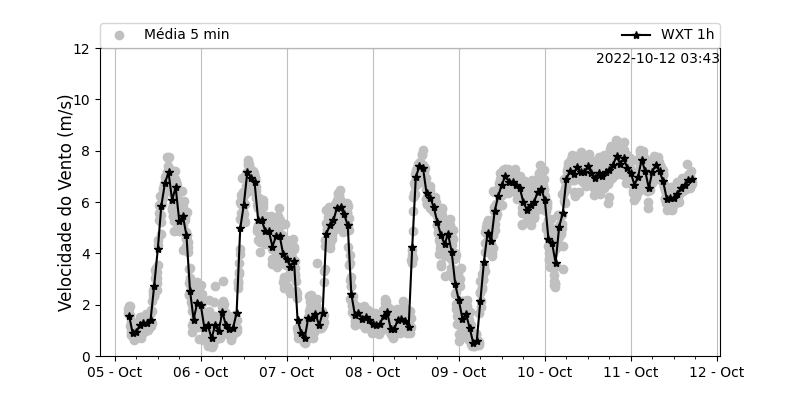 Média 5 min
WXT 1h
2022-10-12 03:43
Velocidade do Vento (m/s)
12
10
8
6
4
2
0
05 - Oct 06 - Oct 07 - Oct 08 - Oct 09 - Oct 10 - Oct 11 - Oct 12 - Oct